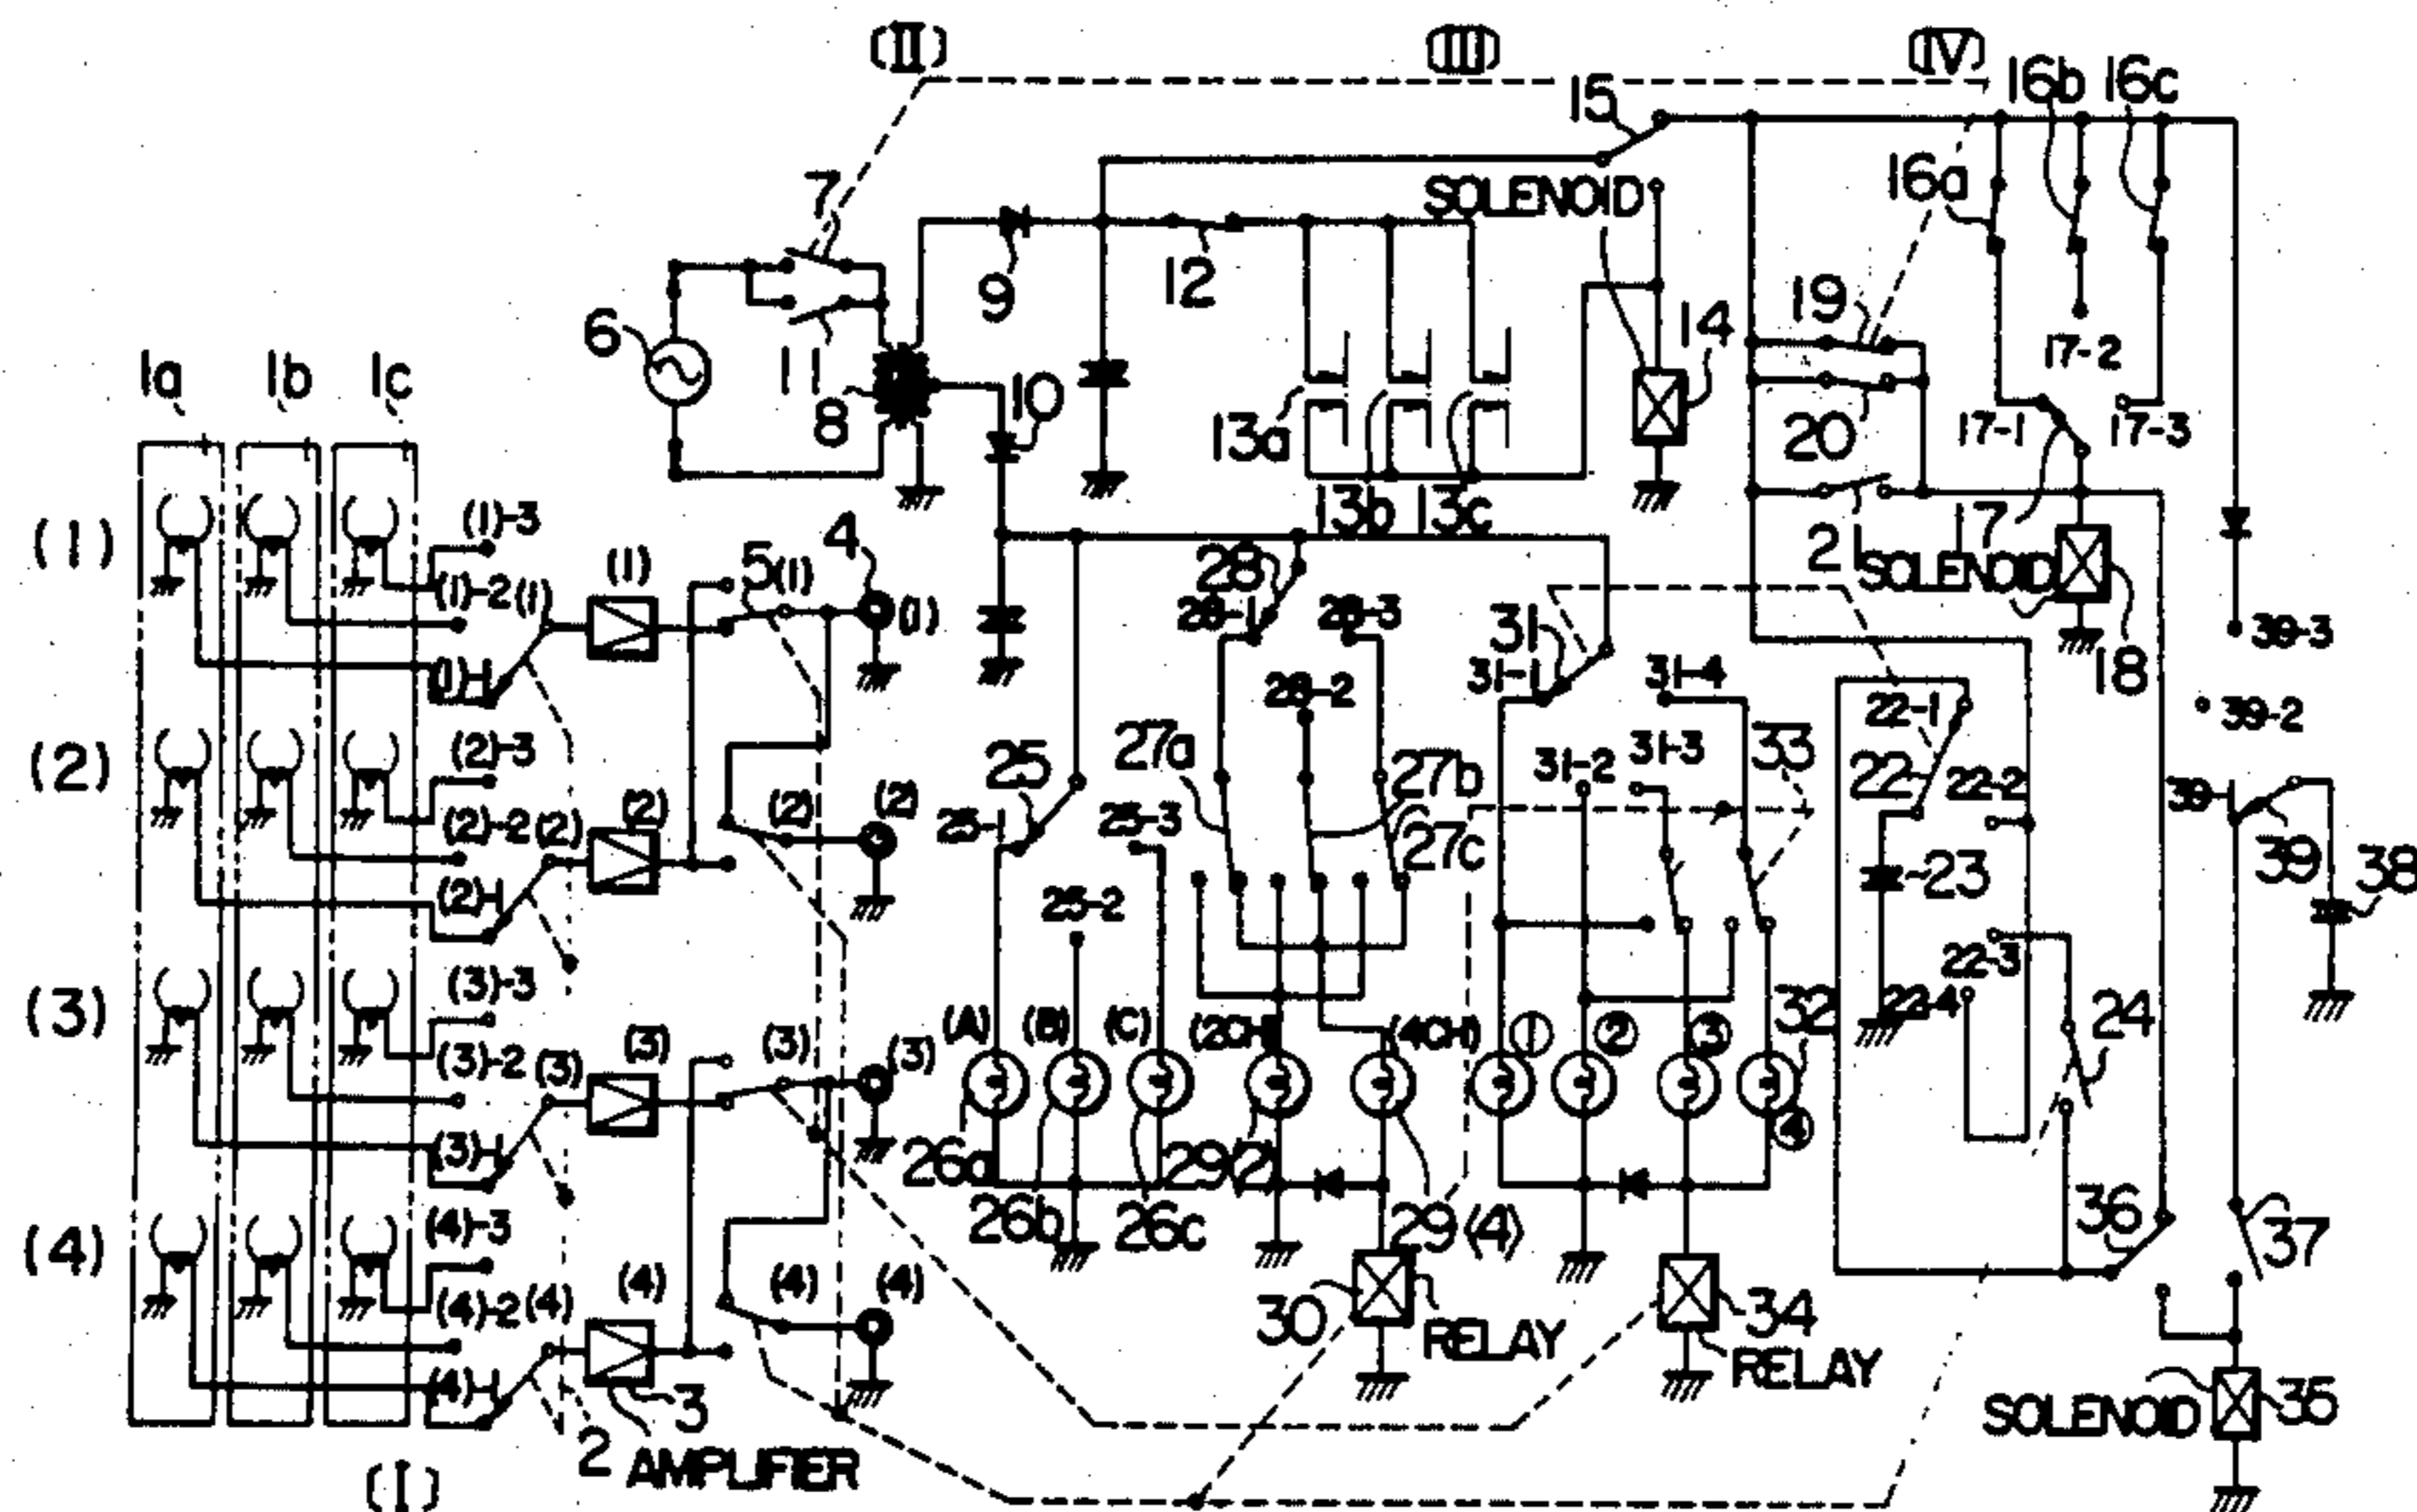 (II) (III) (IV)
15 16b 16c
7 16a
SOLENOID
6 9 12 19 14
11 17-2
1a 1b 1c 8 10 13a 20 17-1 17-3
13b 13c
(1) (1)-3 4 28 21 17
(1) 5 (1) SOLENOID
(1)-2 (1) (1) 28-1 28-3 31 39-3
(1)-1 28-2 31-1 31-4 18
22-1 39-2
(2) (2)-3 25 27a 31-2 31-3 33 22 22-2
(2) (2) (2) 27b 39-1
(2)-2 (2) 25-1 25-3 27c 39 38
(2)-1 25-2 23
22-3
(3) (3)-3 22-4 24
(3)-2 (3) (3) (3) (3) (A) (B) (C) (2CH) (4CH) ① ② ③ 32
(3)-1 26a 29(2) ④
26b 26c 29(4) 36 37
(4) (4)-3
(4)-2 (4) (4) (4) (4) 30 RELAY 34
RELAY
(4)-1 3 SOLENOID 35
2 AMPLIFIER
(I)